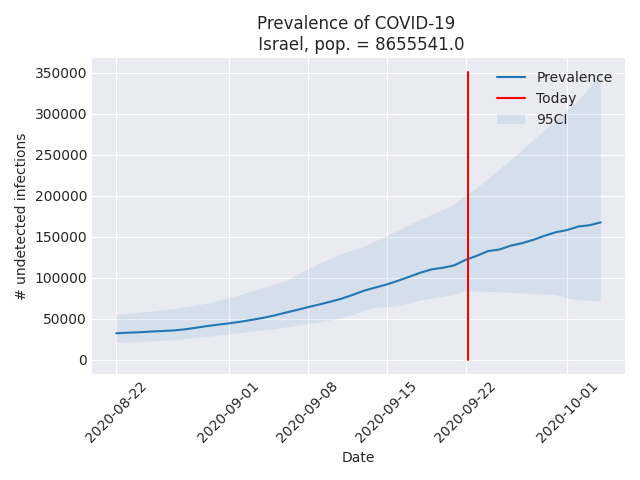 Prevalence of COVID-19
Israel, pop. = 8655541.0
350000
300000
250000
200000
150000
100000
50000
0
# undetected infections
Prevalence
Today
95CI
2020-08-22
2020-09-01
2020-09-08
2020-09-15
2020-09-22
2020-10-01
Date